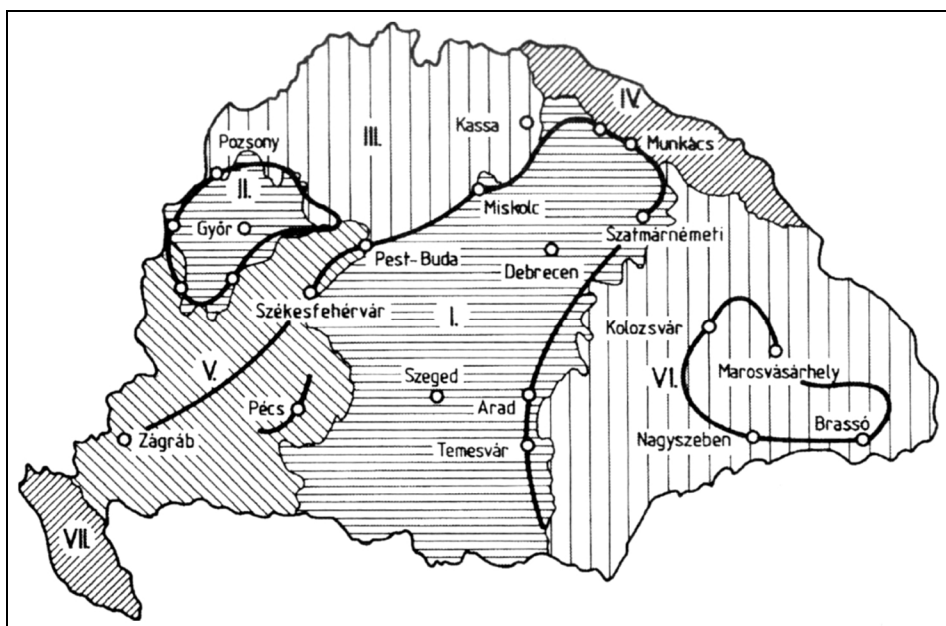 IV.
Kassa
III.
Munkács
Pozsony
II.
Miskolc
Győr
Szatmárnémeti
Pest-Buda
Debrecen
Székesfehérvár
I.
Kolozsvár
V.
Szeged
VI.
Marosvásárhely
Pécs
Arad
Zágráb
Temesvár
Nagyszeben
Brassó
VII.